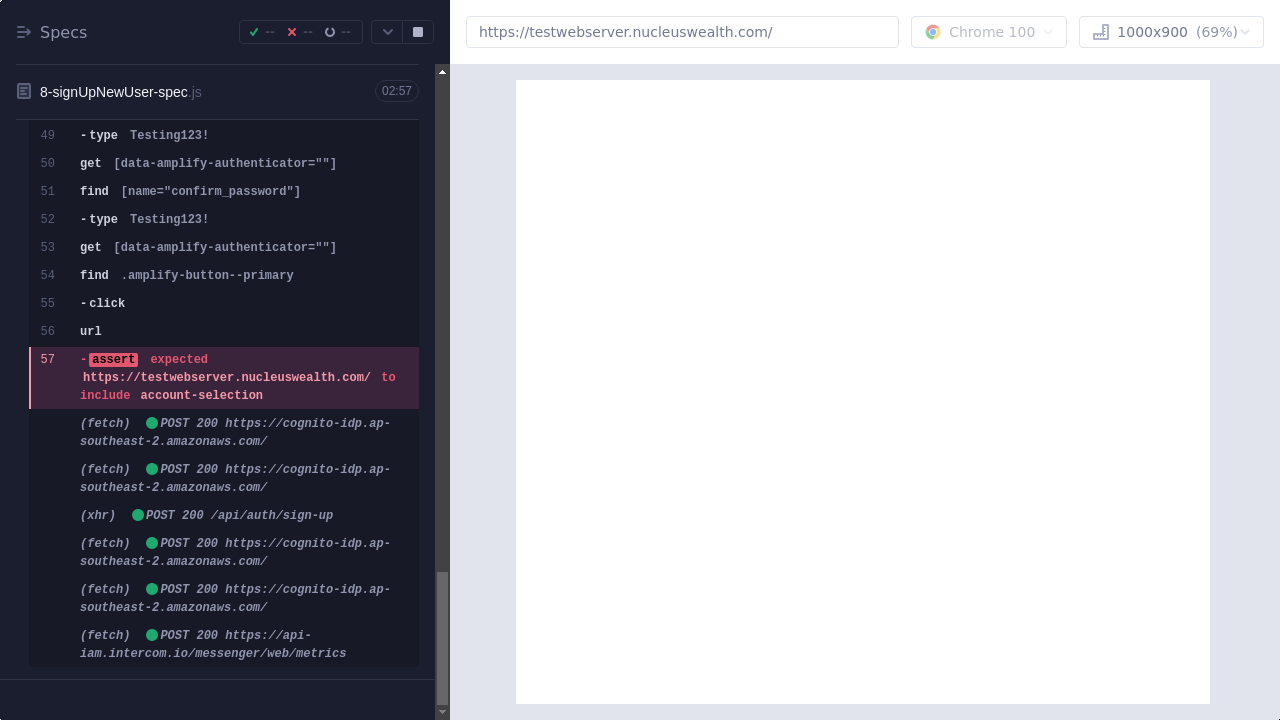 Specs
-- -- --
https://testwebserver.nucleuswealth.com/
Chrome 100
1000x900 (69%)
8-signUpNewUser-spec.js
02:57
49 -type Testing123!
50 get [data-amplify-authenticator=""]
51 find [name="confirm_password"]
52 -type Testing123!
53 get [data-amplify-authenticator=""]
54 find .amplify-button--primary
55 -click
56 url
57 -assert expected
https://testwebserver.nucleuswealth.com/ to
include account-selection
(fetch) POST 200 https://cognito-idp.ap-
southeast-2.amazonaws.com/
(fetch) POST 200 https://cognito-idp.ap-
southeast-2.amazonaws.com/
(xhr) POST 200 /api/auth/sign-up
(fetch) POST 200 https://cognito-idp.ap-
southeast-2.amazonaws.com/
(fetch) POST 200 https://cognito-idp.ap-
southeast-2.amazonaws.com/
(fetch) POST 200 https://api-
iam.intercom.io/messenger/web/metrics